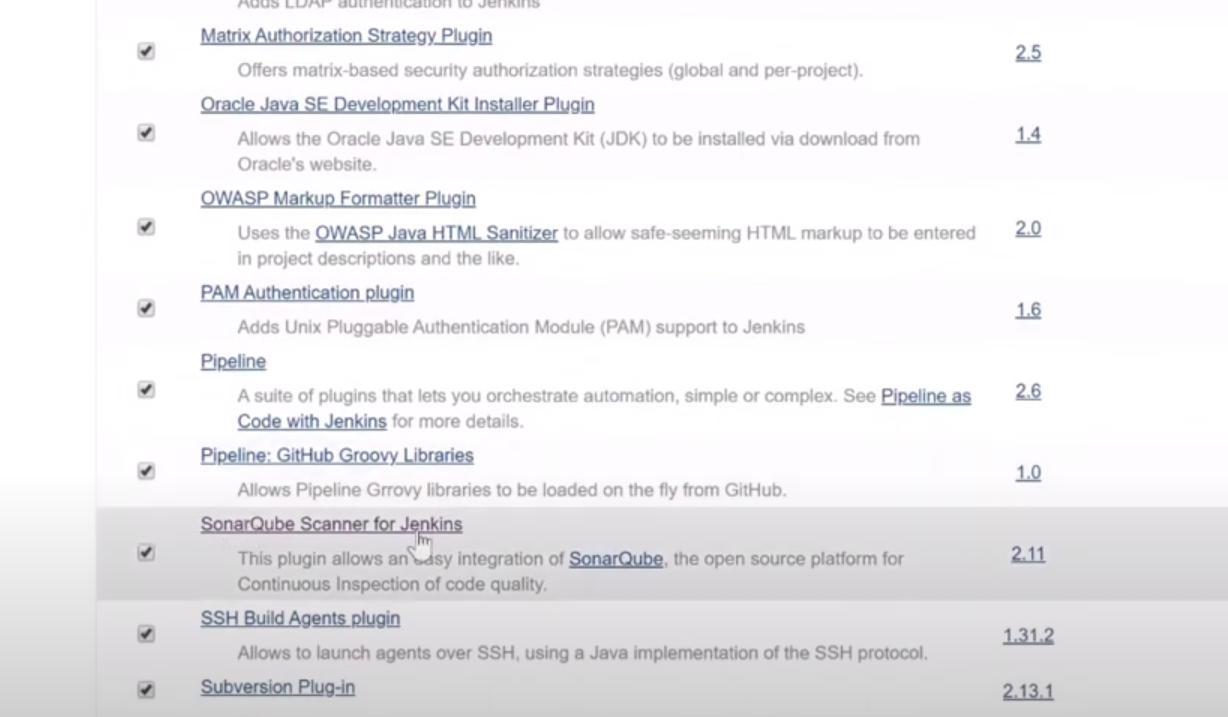 Adds LDAP authentication to Jenkins
Matrix Authorization Strategy Plugin
2.5
Offers matrix-based security authorization strategies (global and per-project).
Oracle Java SE Development Kit Installer Plugin
Allows the Oracle Java SE Development Kit (JDK) to be installed via download from
1.4
Oracle's website.
OWASP Markup Formatter Plugin
Uses the OWASP Java HTML Sanitizer to allow safe-seeming HTML markup to be entered
2.0
in project descriptions and the like.
PAM Authentication plugin
1.6
Adds Unix Pluggable Authentication Module (PAM) support to Jenkins
Pipeline
A suite of plugins that lets you orchestrate automation, simple or complex. See Pipeline as
2.6
Code with Jenkins for more details.
Pipeline: GitHub Groovy Libraries
1.0
Allows Pipeline Grrovy libraries to be loaded on the fly from GitHub.
SonarQube Scanner for Jenkins
This plugin allows an easy integration of SonarQube, the open source platform for
2.11
Continuous Inspection of code quality.
SSH Build Agents plugin
1.31.2
Allows to launch agents over SSH, using a Java implementation of the SSH protocol.
Subversion Plug-in
2.13.1